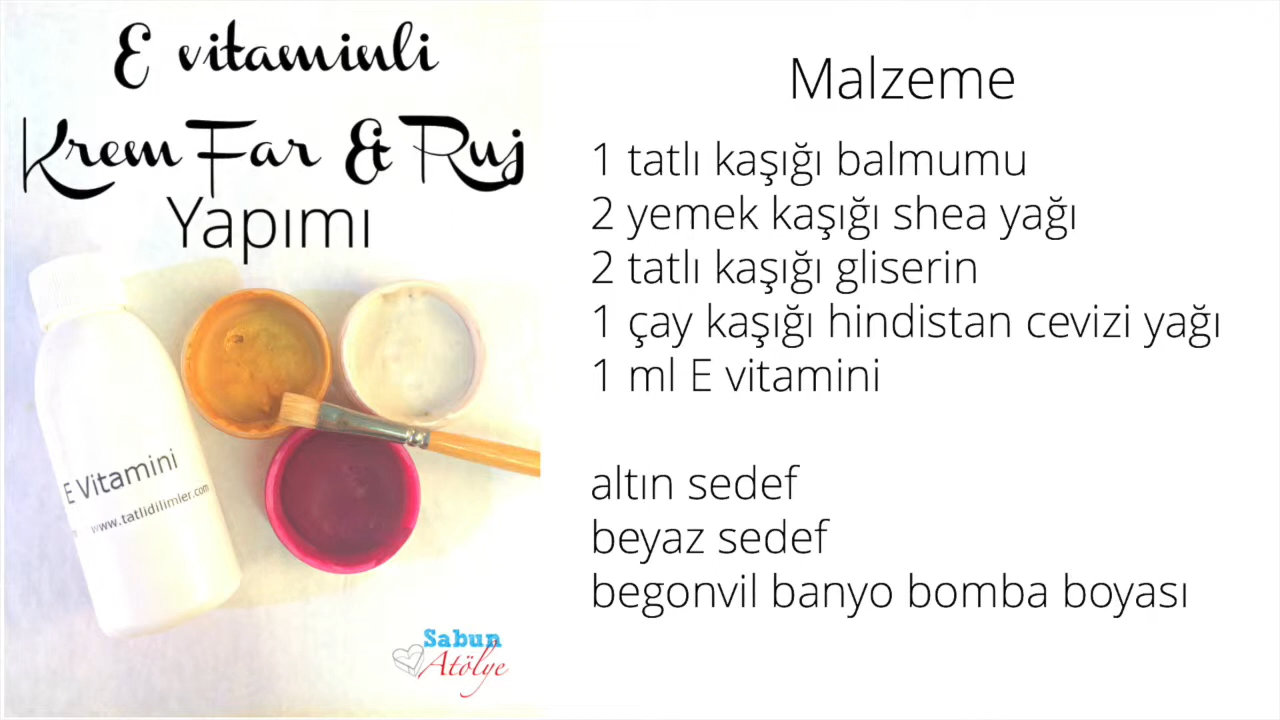 E vitaminli
Krem Far & Ruj
Yapımı
E Vitamini
www.tatlidilimler.com
Sabun
Atölye
Malzeme
1 tatlı kaşığı balmumu
2 yemek kaşığı shea yağı
2 tatlı kaşığı gliserin
1 çay kaşığı hindistan cevizi yağı
1 ml E vitamini
altın sedef
beyaz sedef
begonvil banyo bomba boyası